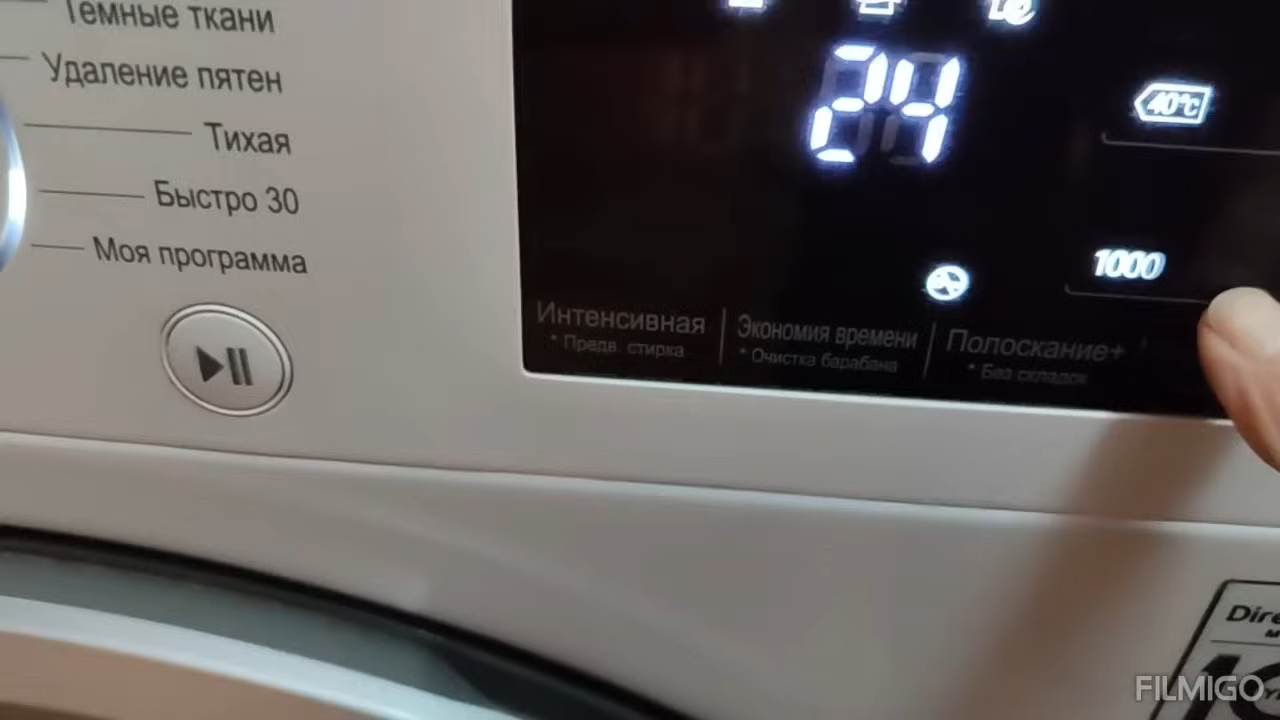 Темные ткани
Удаление пятен
Тихая
Быстро 30
Моя программа
24
40°C
1000
Интенсивная
* Предв. стирка
Экономия времени
* Очистка барабана
Полоскание+
* Без складок
FILMIGO